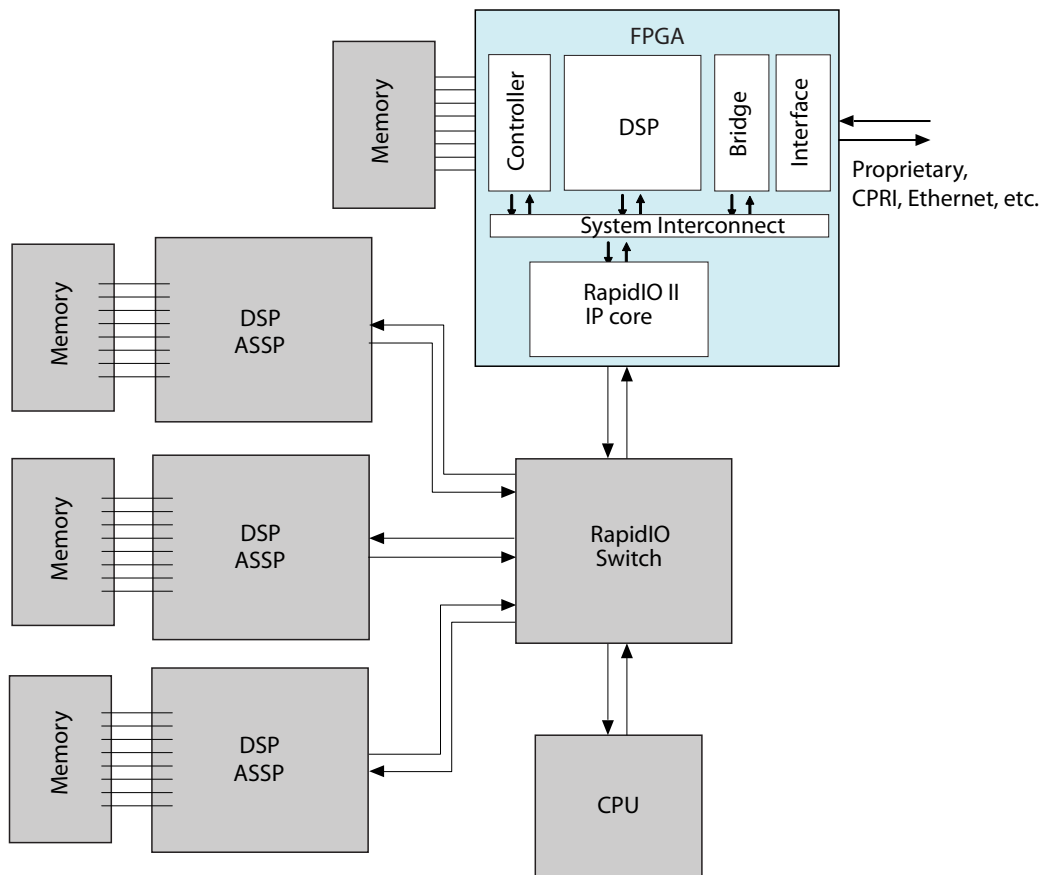 FPGA
Memory
Controller
DSP
Bridge
Interface
Proprietary,
CPRI, Ethernet, etc.
System Interconnect
RapidIO II
IP core
Memory
DSP
ASSP
Memory
DSP
ASSP
RapidIO
Switch
Memory
DSP
ASSP
CPU